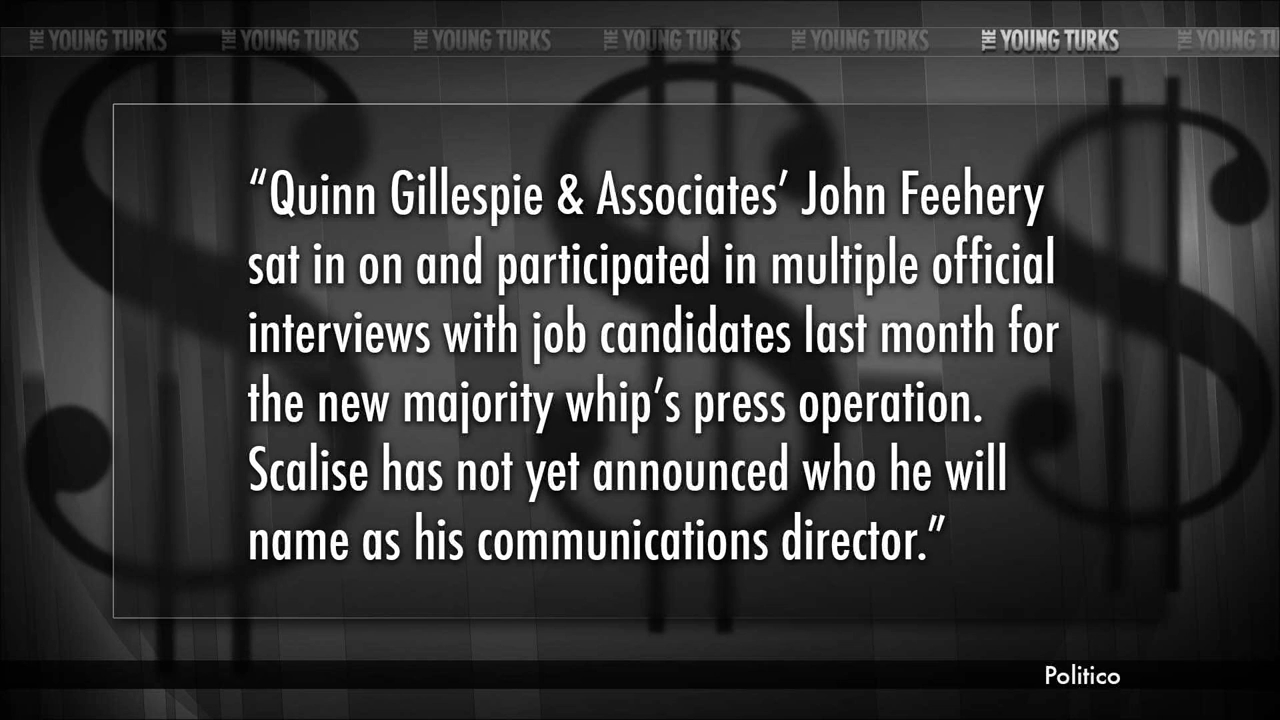 THE YOUNG TURKS THE YOUNG TURKS THE YOUNG TURKS THE YOUNG TURKS THE YOUNG TURKS THE YOUNG TURKS THE YOUNG TU
“Quinn Gillespie & Associates’ John Feehery
sat in on and participated in multiple official
interviews with job candidates last month for
the new majority whip’s press operation.
Scalise has not yet announced who he will
name as his communications director.”
Politico